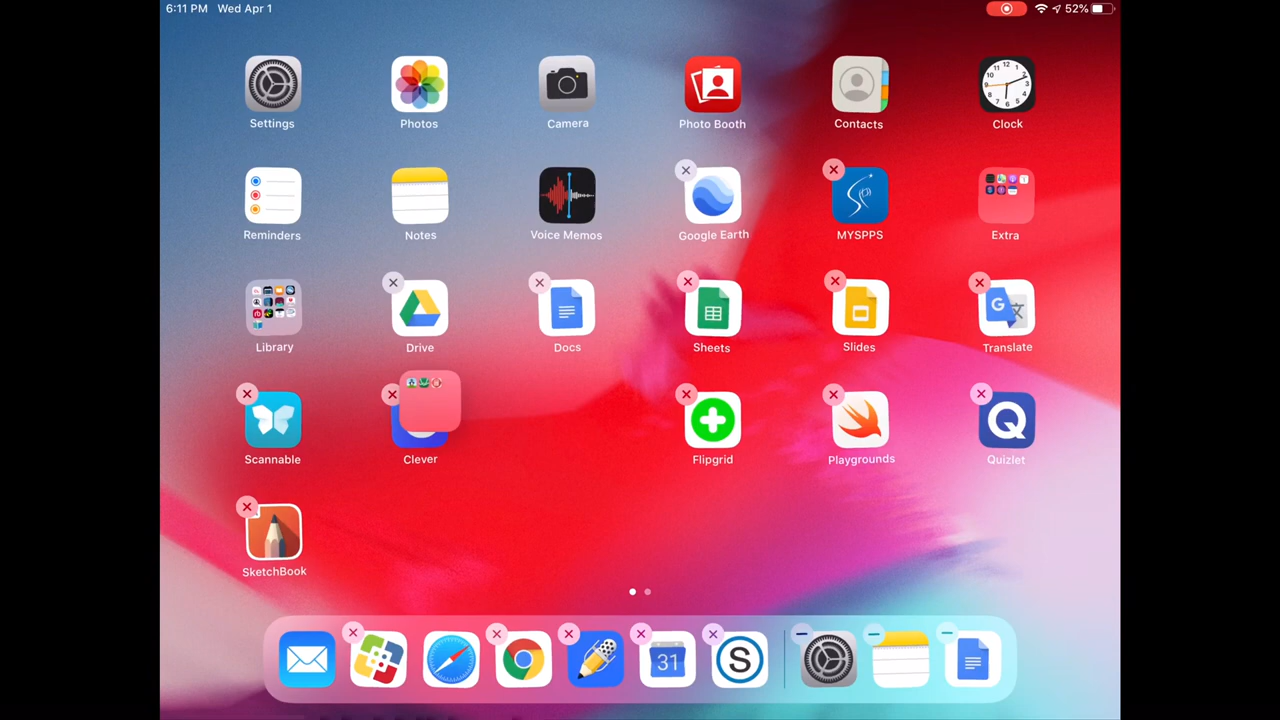 6:11 PM Wed Apr 1 52%
Settings Photos Camera Photo Booth Contacts Clock
Reminders Notes Voice Memos Google Earth MYSPPS Extra
Library Drive Docs Sheets Slides Translate
Scannable Clever Flipgrid Playgrounds Quizlet
SketchBook
31 S